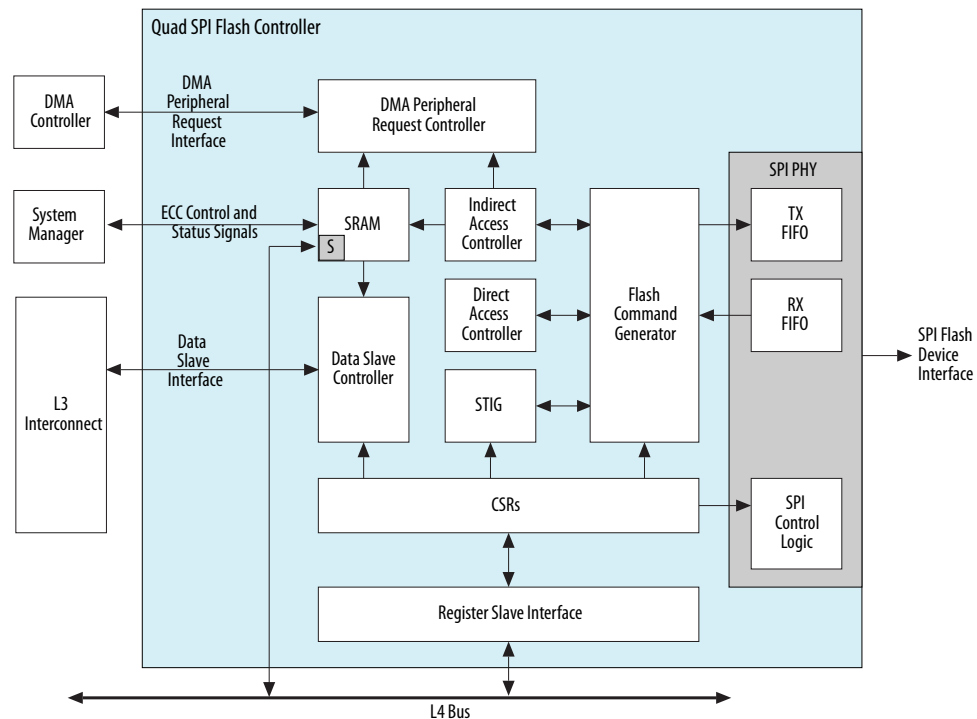 Quad SPI Flash Controller
DMA
Controller
DMA
Peripheral
Request
Interface
DMA Peripheral
Request Controller
SPI PHY
System
Manager
ECC Control and
Status Signals
SRAM
S
Indirect
Access
Controller
TX
FIFO
L3
Interconnect
Data
Slave
Interface
Data Slave
Controller
Direct
Access
Controller
Flash
Command
Generator
RX
FIFO
SPI Flash
Device
Interface
STIG
CSRs
SPI
Control
Logic
Register Slave Interface
L4 Bus